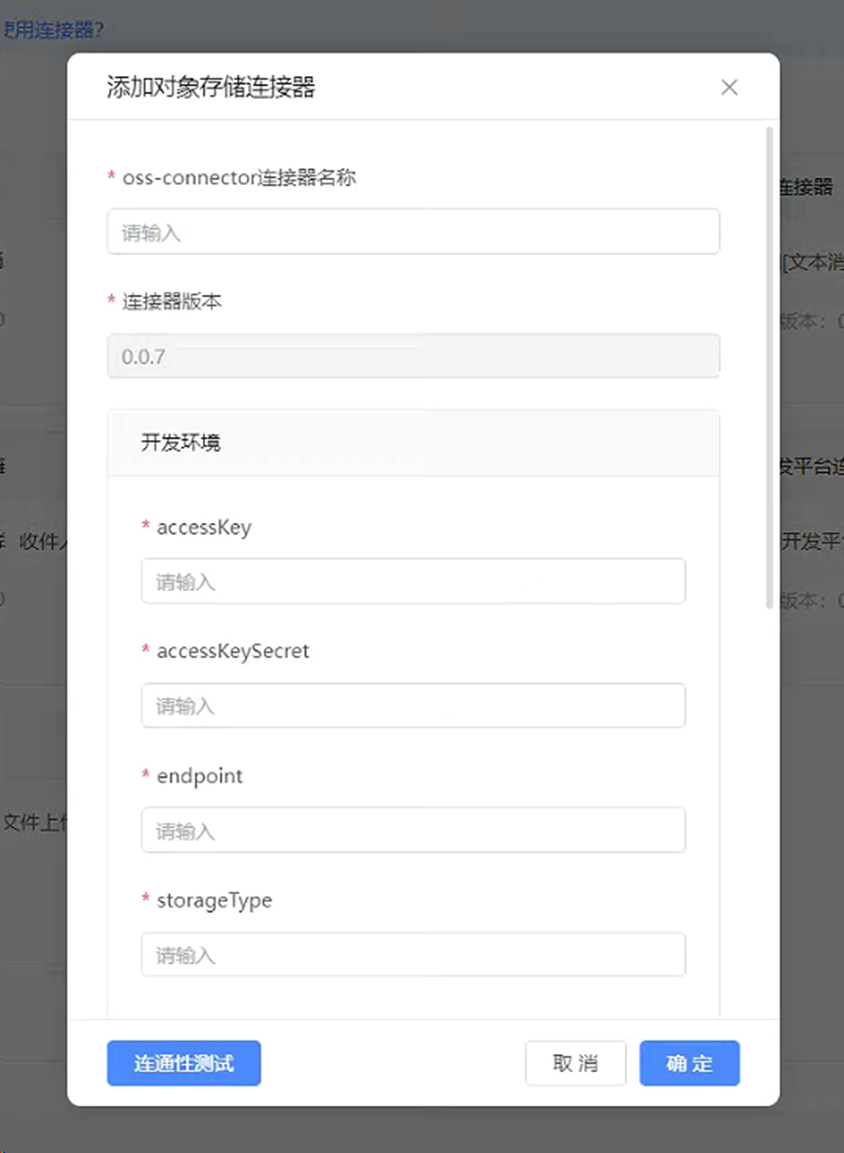 使用连接器?
添加对象存储连接器
* oss-connector连接器名称
请输入
* 连接器版本
0.0.7
开发环境
* accessKey
请输入
* accessKeySecret
请输入
* endpoint
请输入
* storageType
请输入
连通性测试
取 消
确 定
连接器
[文本消
版本：0
收件人
发平台连
开发平台
版本：0
文件上传